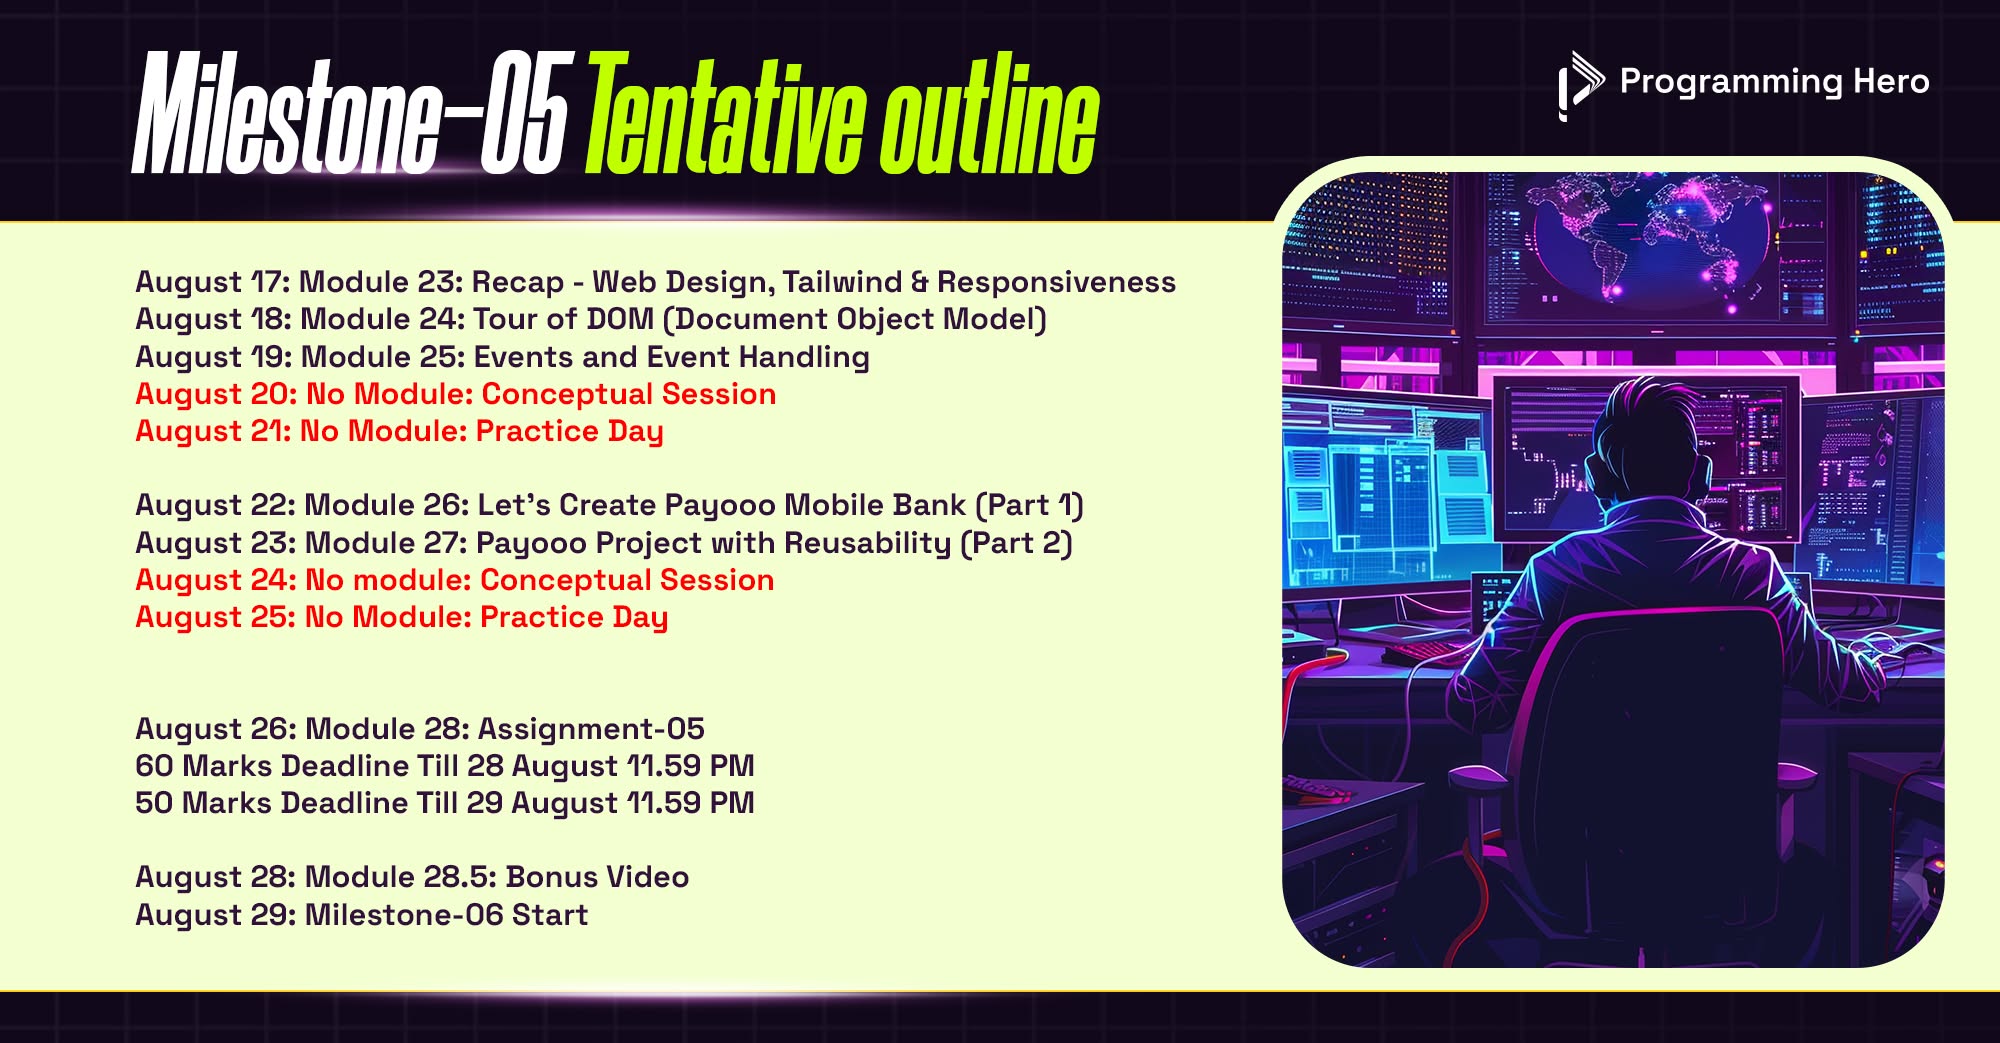 Milestone-05 Tentative outline
Programming Hero
August 17: Module 23: Recap - Web Design, Tailwind & Responsiveness
August 18: Module 24: Tour of DOM (Document Object Model)
August 19: Module 25: Events and Event Handling
August 20: No Module: Conceptual Session
August 21: No Module: Practice Day
August 22: Module 26: Let's Create Payooo Mobile Bank (Part 1)
August 23: Module 27: Payooo Project with Reusability (Part 2)
August 24: No module: Conceptual Session
August 25: No Module: Practice Day
August 26: Module 28: Assignment-05
60 Marks Deadline Till 28 August 11.59 PM
50 Marks Deadline Till 29 August 11.59 PM
August 28: Module 28.5: Bonus Video
August 29: Milestone-06 Start